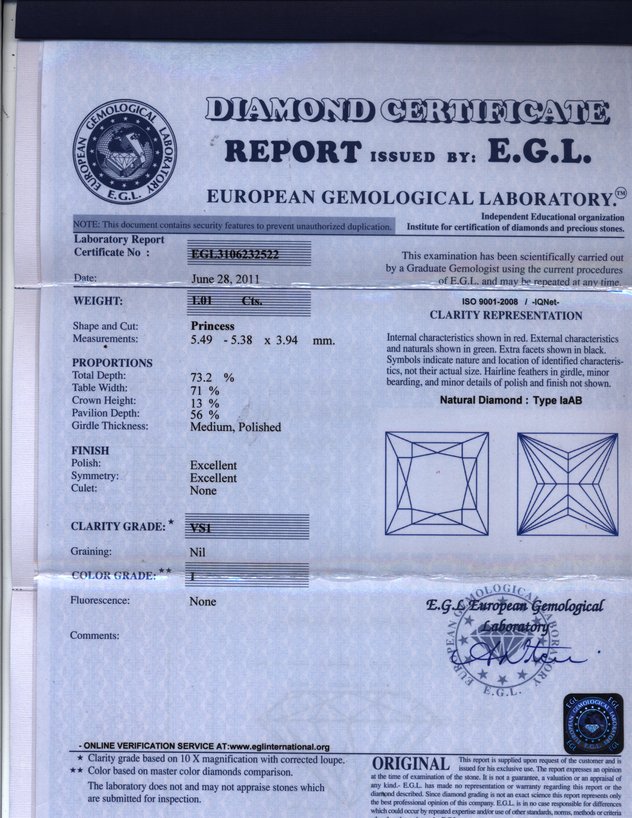 DIAMOND CERTIFICATE
REPORT ISSUED BY: E.G.L.
EUROPEAN GEMOLOGICAL LABORATORY.™
EUROPEAN GEMOLOGICAL LABORATORY
E.G.L.
Independent Educational organization
Institute for certification of diamonds and precious stones.
NOTE: This document contains security features to prevent unauthorized duplication.
Laboratory Report
Certificate No : EGL3106232522
Date: June 28, 2011
This examination has been scientifically carried out
by a Graduate Gemologist using the current procedures
of E.G.L. and may be repeated at any time.
WEIGHT: 1.01 Cts.
Shape and Cut: Princess
Measurements: 5.49 - 5.38 x 3.94 mm.
PROPORTIONS
Total Depth: 73.2 %
Table Width: 71 %
Crown Height: 13 %
Pavilion Depth: 56 %
Girdle Thickness: Medium, Polished
FINISH
Polish: Excellent
Symmetry: Excellent
Culet: None
CLARITY GRADE: ★ VS1
Graining: Nil
COLOR GRADE: ★★ I
Fluorescence: None
Comments:
ISO 9001-2008 / -IQNet-
CLARITY REPRESENTATION
Internal characteristics shown in red. External characteristics
and naturals shown in green. Extra facets shown in black.
Symbols indicate nature and location of identified characteris-
tics, not their actual size. Hairline feathers in girdle, minor
bearding, and minor details of polish and finish not shown.
Natural Diamond : Type IaAB
E.G.L European Gemological
Laboratory
EUROPEAN GEMOLOGICAL LABORATORY
E.G.L.
- ONLINE VERIFICATION SERVICE AT:www.eglinternational.org
★ Clarity grade based on 10 X magnification with corrected loupe.
★★ Color based on master color diamonds comparison.
The laboratory does not and may not appraise stones which
are submitted for inspection.
EGL EGL
ORIGINAL This report is supplied upon request of the customer and is
issued for his exclusive use. The report expresses an opinion
at the time of examination of the stone. It is not a guarantee, a valuation or an appraisal of
any kind.- E.G.L. has made no representation or warranty regarding this report or the
diamond described. Since diamond grading is not an exact science this report represents only
the best professional opinion of this company. E.G.L. is in no case responsible for differences
which could occur by repeated expertise and/or use of other standards, norms, methods or criteria